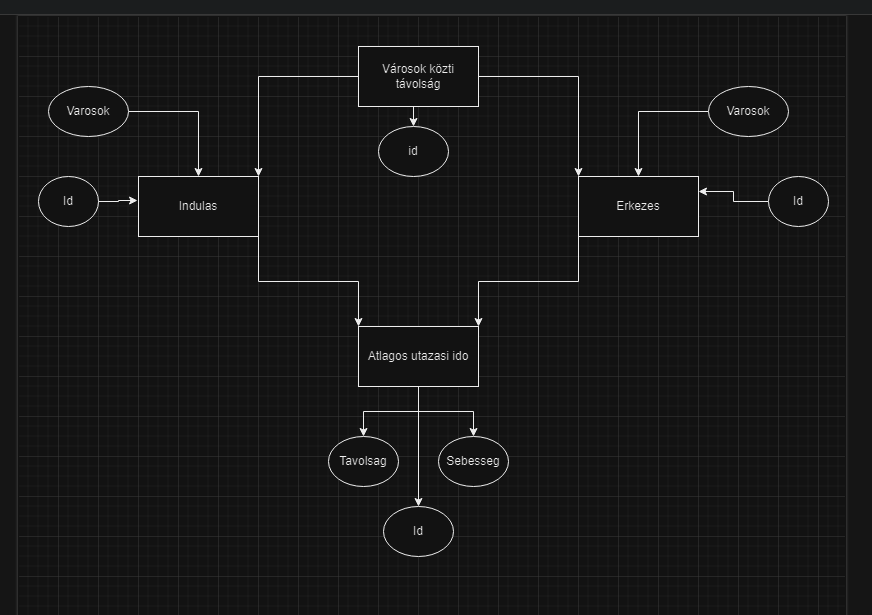 Városok közti
távolság
Varosok
Varosok
id
Id
Indulas
Erkezes
Id
Atlagos utazasi ido
Tavolsag
Sebesseg
Id